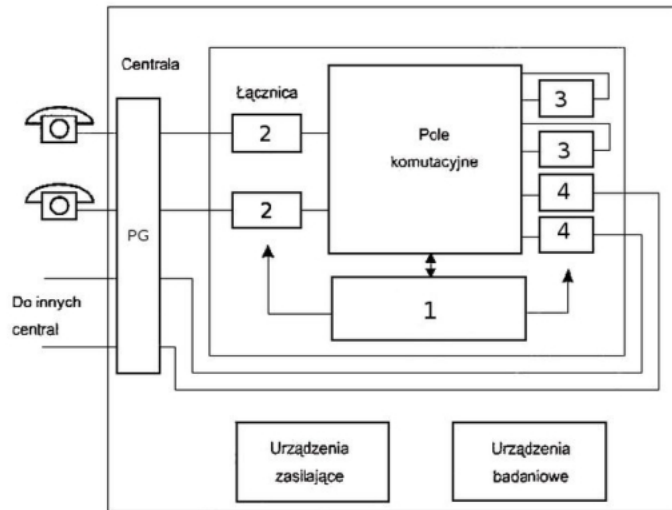 Centrala
Łącznica
2
2
PG
Pole
komutacyjne
3
3
4
4
1
Do innych
central
Urządzenia
zasilające
Urządzenia
badaniowe